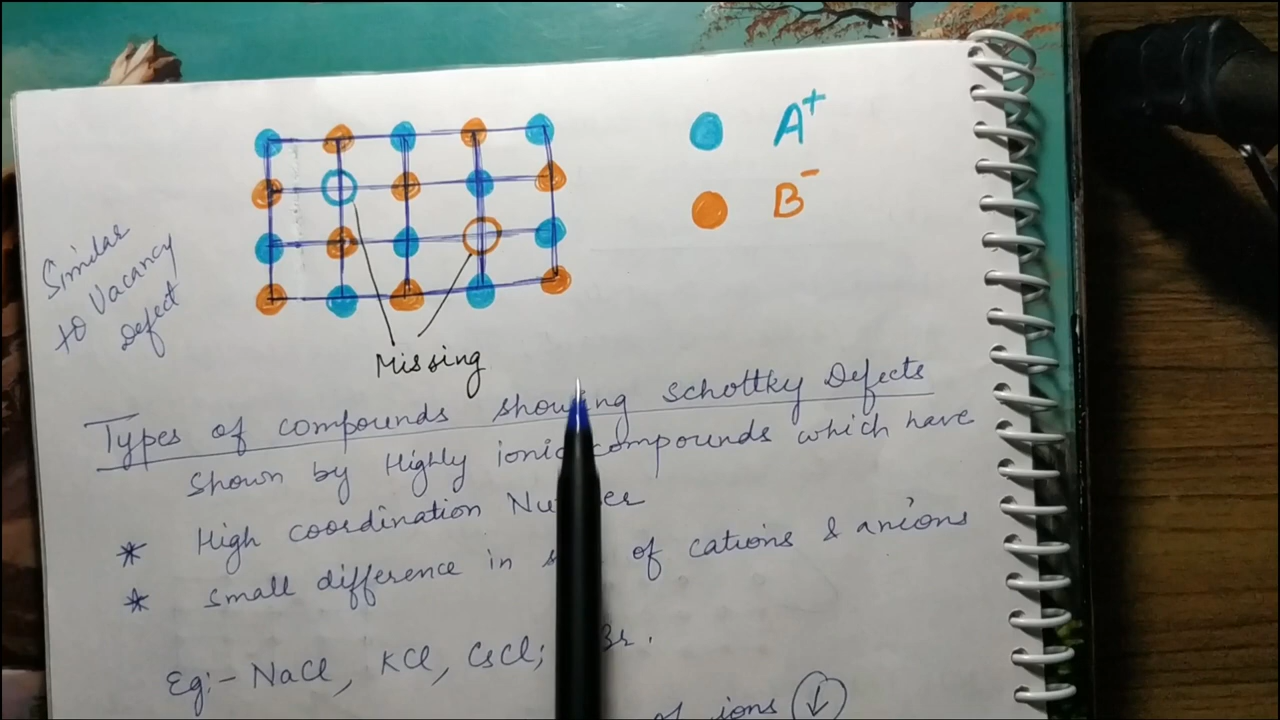 A+
B-
Similar
to Vacancy
Defect
Missing
Types of compounds showing Schottky Defects
Shown by Highly ionic compounds which have
* High coordination
* Small difference in of cations & anions
Eg:- NaCl, KCl, CsCl;
of ions ↓